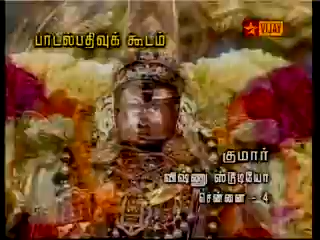 பாடல்பதிவுக் கூடம்
VIJAY
குமார்
விஷ்ணு ஸ்டூடியோ
சென்னை - 4